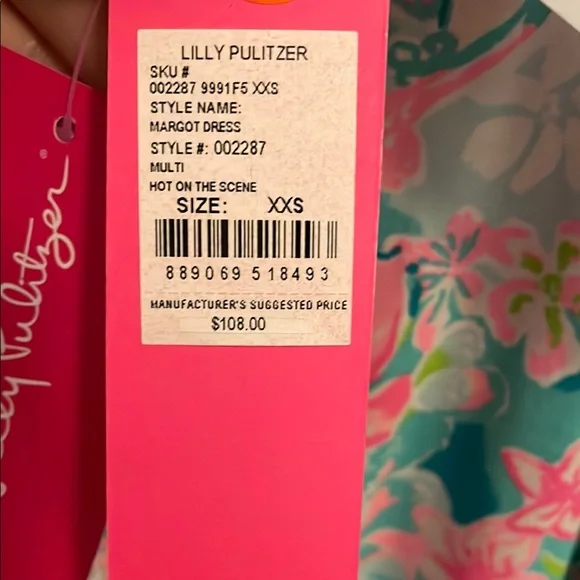 LILLY PULITZER
SKU #
002287 9991F5 XXS
STYLE NAME:
MARGOT DRESS
STYLE #: 002287
MULTI
HOT ON THE SCENE
SIZE: XXS
889069 518493
MANUFACTURER'S SUGGESTED PRICE
$108.00
Pulitzer®